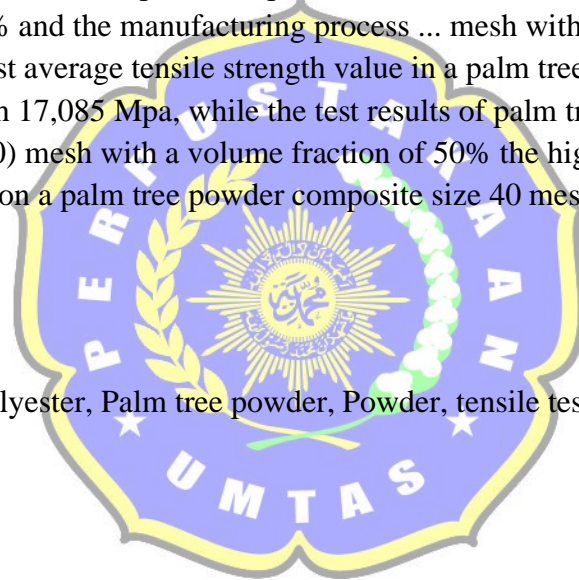 % and the manufacturing process ... mesh with
st average tensile strength value in a palm tree
17,085 Mpa, while the test results of palm tr
0) mesh with a volume fraction of 50% the hig
on a palm tree powder composite size 40 mes
lyester, Palm tree powder, Powder, tensile tes
PERPUSTAKAAN
UMTAS